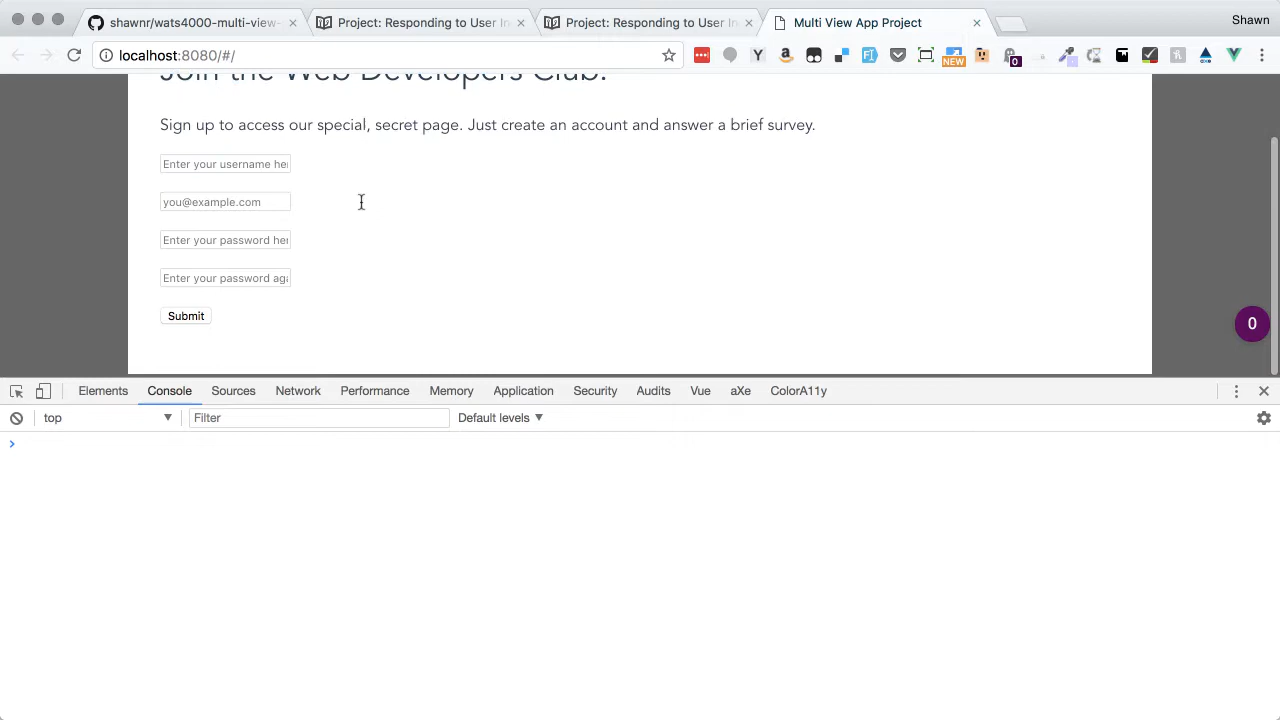 shawnr/wats4000-multi-view-
Project: Responding to User In
Project: Responding to User In
Multi View App Project
Shawn
localhost:8080/#/
NEW
0
Join the Web Developers Club!
Sign up to access our special, secret page. Just create an account and answer a brief survey.
Enter your username her
you@example.com
Enter your password her
Enter your password aga
Submit
0
Elements Console Sources Network Performance Memory Application Security Audits Vue aXe ColorA11y
top Filter Default levels